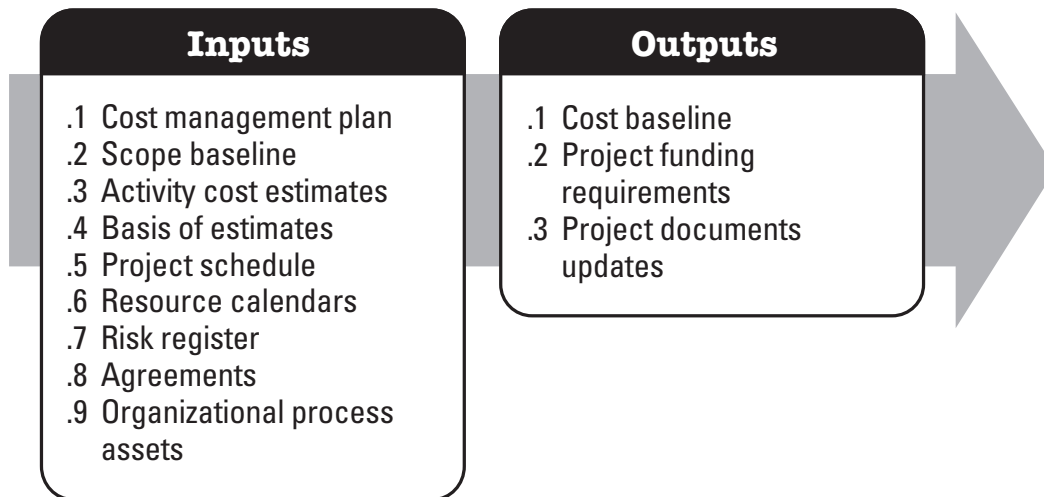 Inputs
.1 Cost management plan
.2 Scope baseline
.3 Activity cost estimates
.4 Basis of estimates
.5 Project schedule
.6 Resource calendars
.7 Risk register
.8 Agreements
.9 Organizational process
assets
Outputs
.1 Cost baseline
.2 Project funding
requirements
.3 Project documents
updates